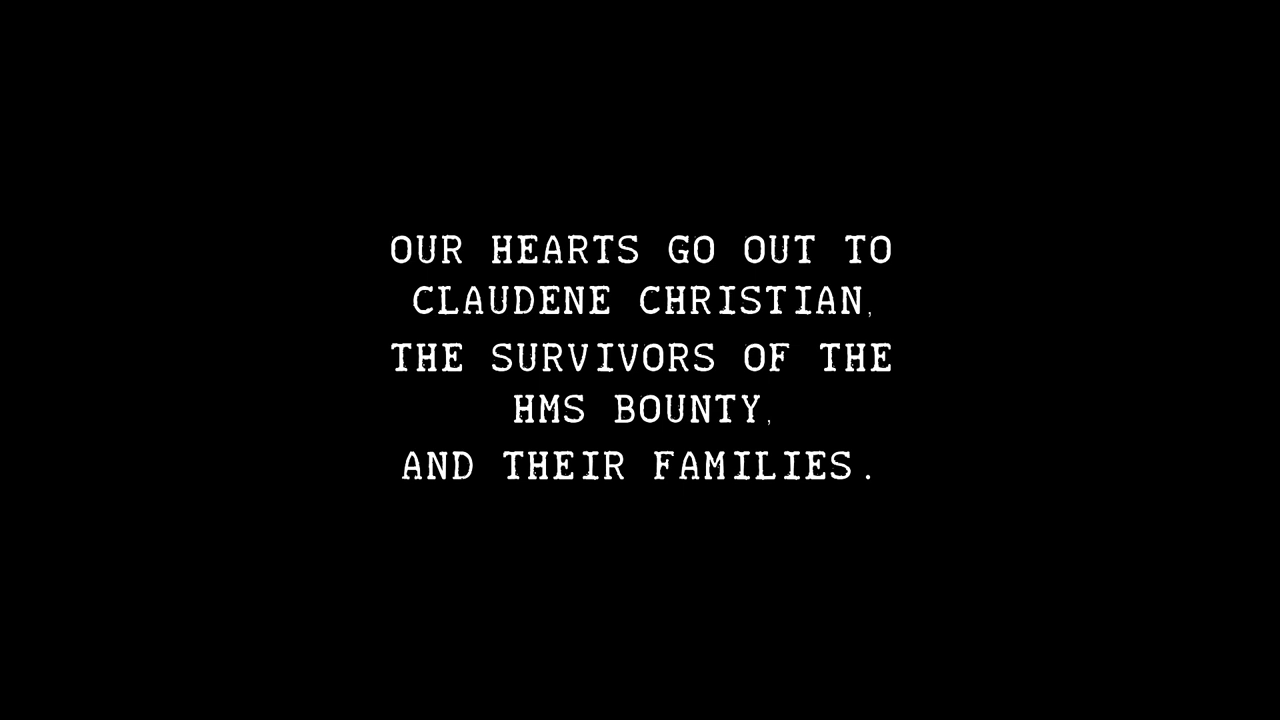 OUR HEARTS GO OUT TO
CLAUDENE CHRISTIAN,
THE SURVIVORS OF THE
HMS BOUNTY,
AND THEIR FAMILIES.